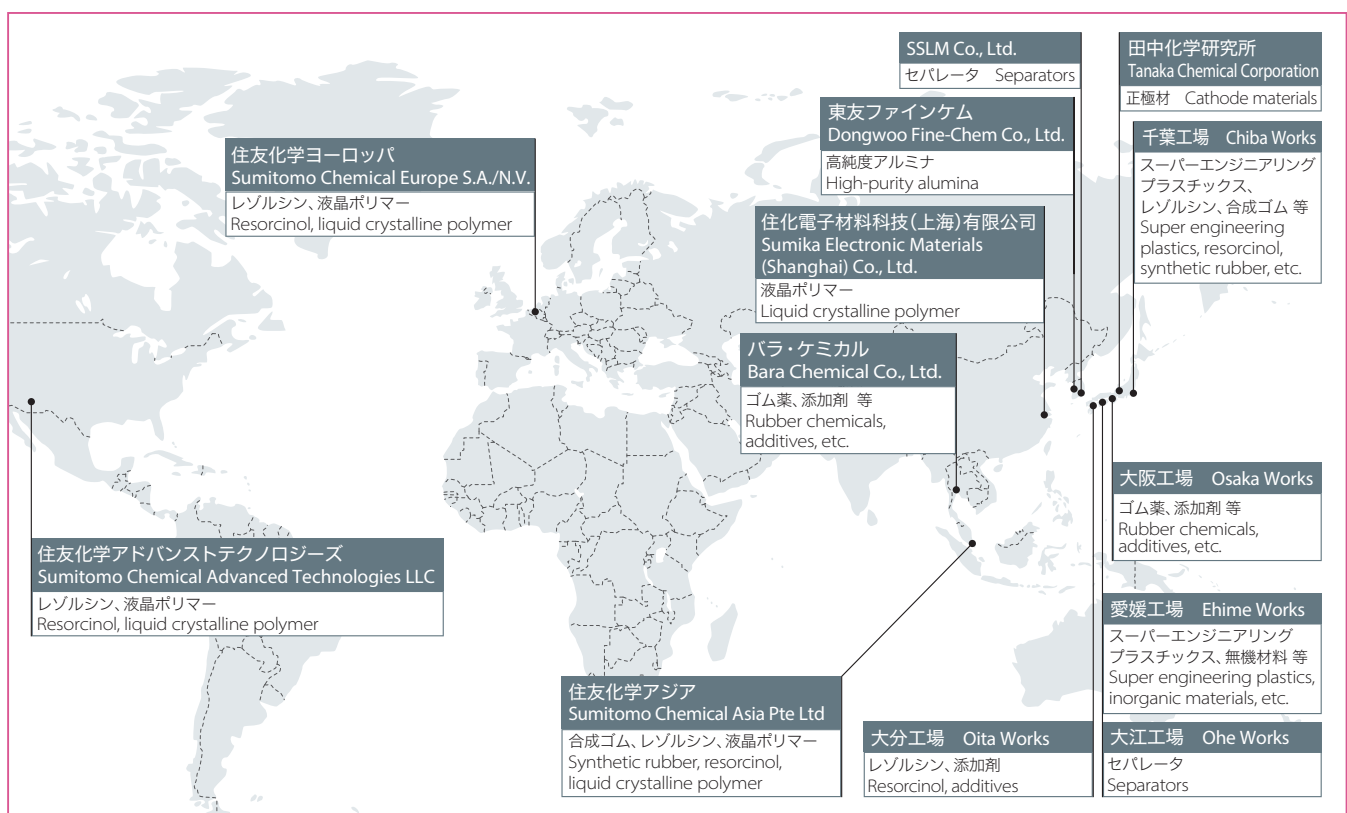 SSLM Co., Ltd.
セパレータ Separators
田中化学研究所
Tanaka Chemical Corporation
正極材 Cathode materials
東友ファインケム
Dongwoo Fine-Chem Co., Ltd.
高純度アルミナ
High-purity alumina
千葉工場 Chiba Works
スーパーエンジニアリング
プラスチックス、
レゾルシン、合成ゴム 等
Super engineering
plastics, resorcinol,
synthetic rubber, etc.
住友化学ヨーロッパ
Sumitomo Chemical Europe S.A./N.V.
レゾルシン、液晶ポリマー
Resorcinol, liquid crystalline polymer
住化電子材料科技（上海）有限公司
Sumika Electronic Materials
(Shanghai) Co., Ltd.
液晶ポリマー
Liquid crystalline polymer
バラ・ケミカル
Bara Chemical Co., Ltd.
ゴム薬、添加剤 等
Rubber chemicals,
additives, etc.
大阪工場 Osaka Works
ゴム薬、添加剤 等
Rubber chemicals,
additives, etc.
住友化学アドバンストテクノロジーズ
Sumitomo Chemical Advanced Technologies LLC
レゾルシン、液晶ポリマー
Resorcinol, liquid crystalline polymer
愛媛工場 Ehime Works
スーパーエンジニアリング
プラスチックス、無機材料 等
Super engineering plastics,
inorganic materials, etc.
住友化学アジア
Sumitomo Chemical Asia Pte Ltd
合成ゴム、レゾルシン、液晶ポリマー
Synthetic rubber, resorcinol,
liquid crystalline polymer
大分工場 Oita Works
レゾルシン、添加剤
Resorcinol, additives
大江工場 Ohe Works
セパレータ
Separators